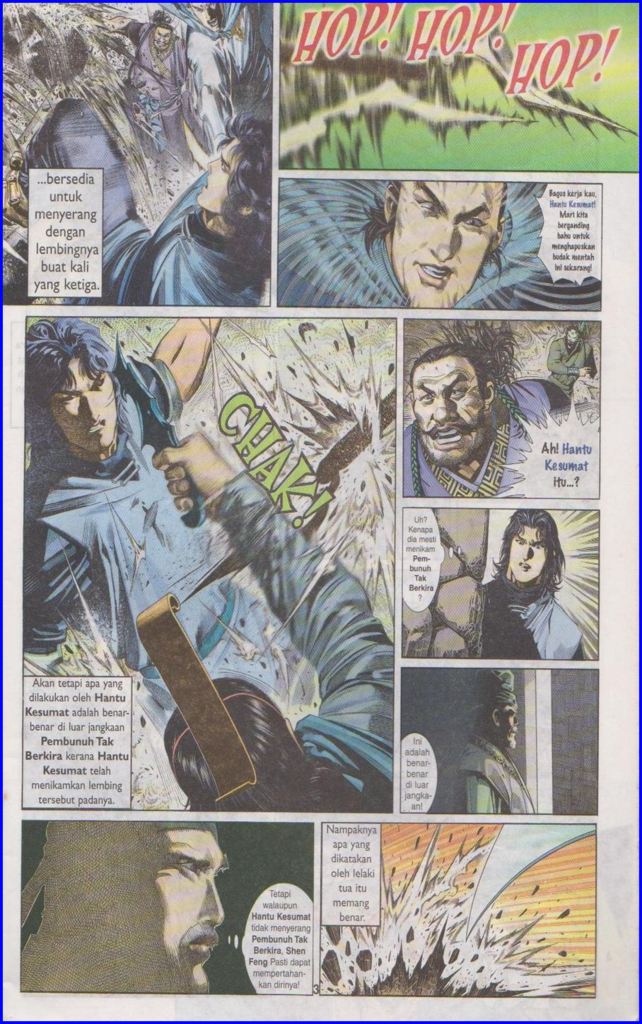 ...bersedia
untuk
menyerang
dengan
lembingnya
buat kali
yang ketiga.
HOP! HOP!
HOP!
Bagus kerja kau,
Hantu Kesumat!
Mari kita
berganding
bahu untuk
menghapuskan
budak mentah
ini sekarang!
CHAK!
Akan tetapi apa yang
dilakukan oleh Hantu
Kesumat adalah benar-
benar di luar jangkaan
Pembunuh Tak
Berkira kerana Hantu
Kesumat telah
menikamkan lembing
tersebut padanya.
Ah! Hantu
Kesumat
itu...?
Uh?
Kenapa
dia mesti
menikam
Pem-
bunuh
Tak
Berkira
?
Ini
adalah
benar-
benar
di luar
jangka-
an!
Tetapi
walaupun
Hantu Kesumat
tidak menyerang
Pembunuh Tak
Berkira, Shen
Feng Pasti dapat
mempertahan-
kan dirinya!
Nampaknya
apa yang
dikatakan
oleh lelaki
tua itu
memang
benar.
3